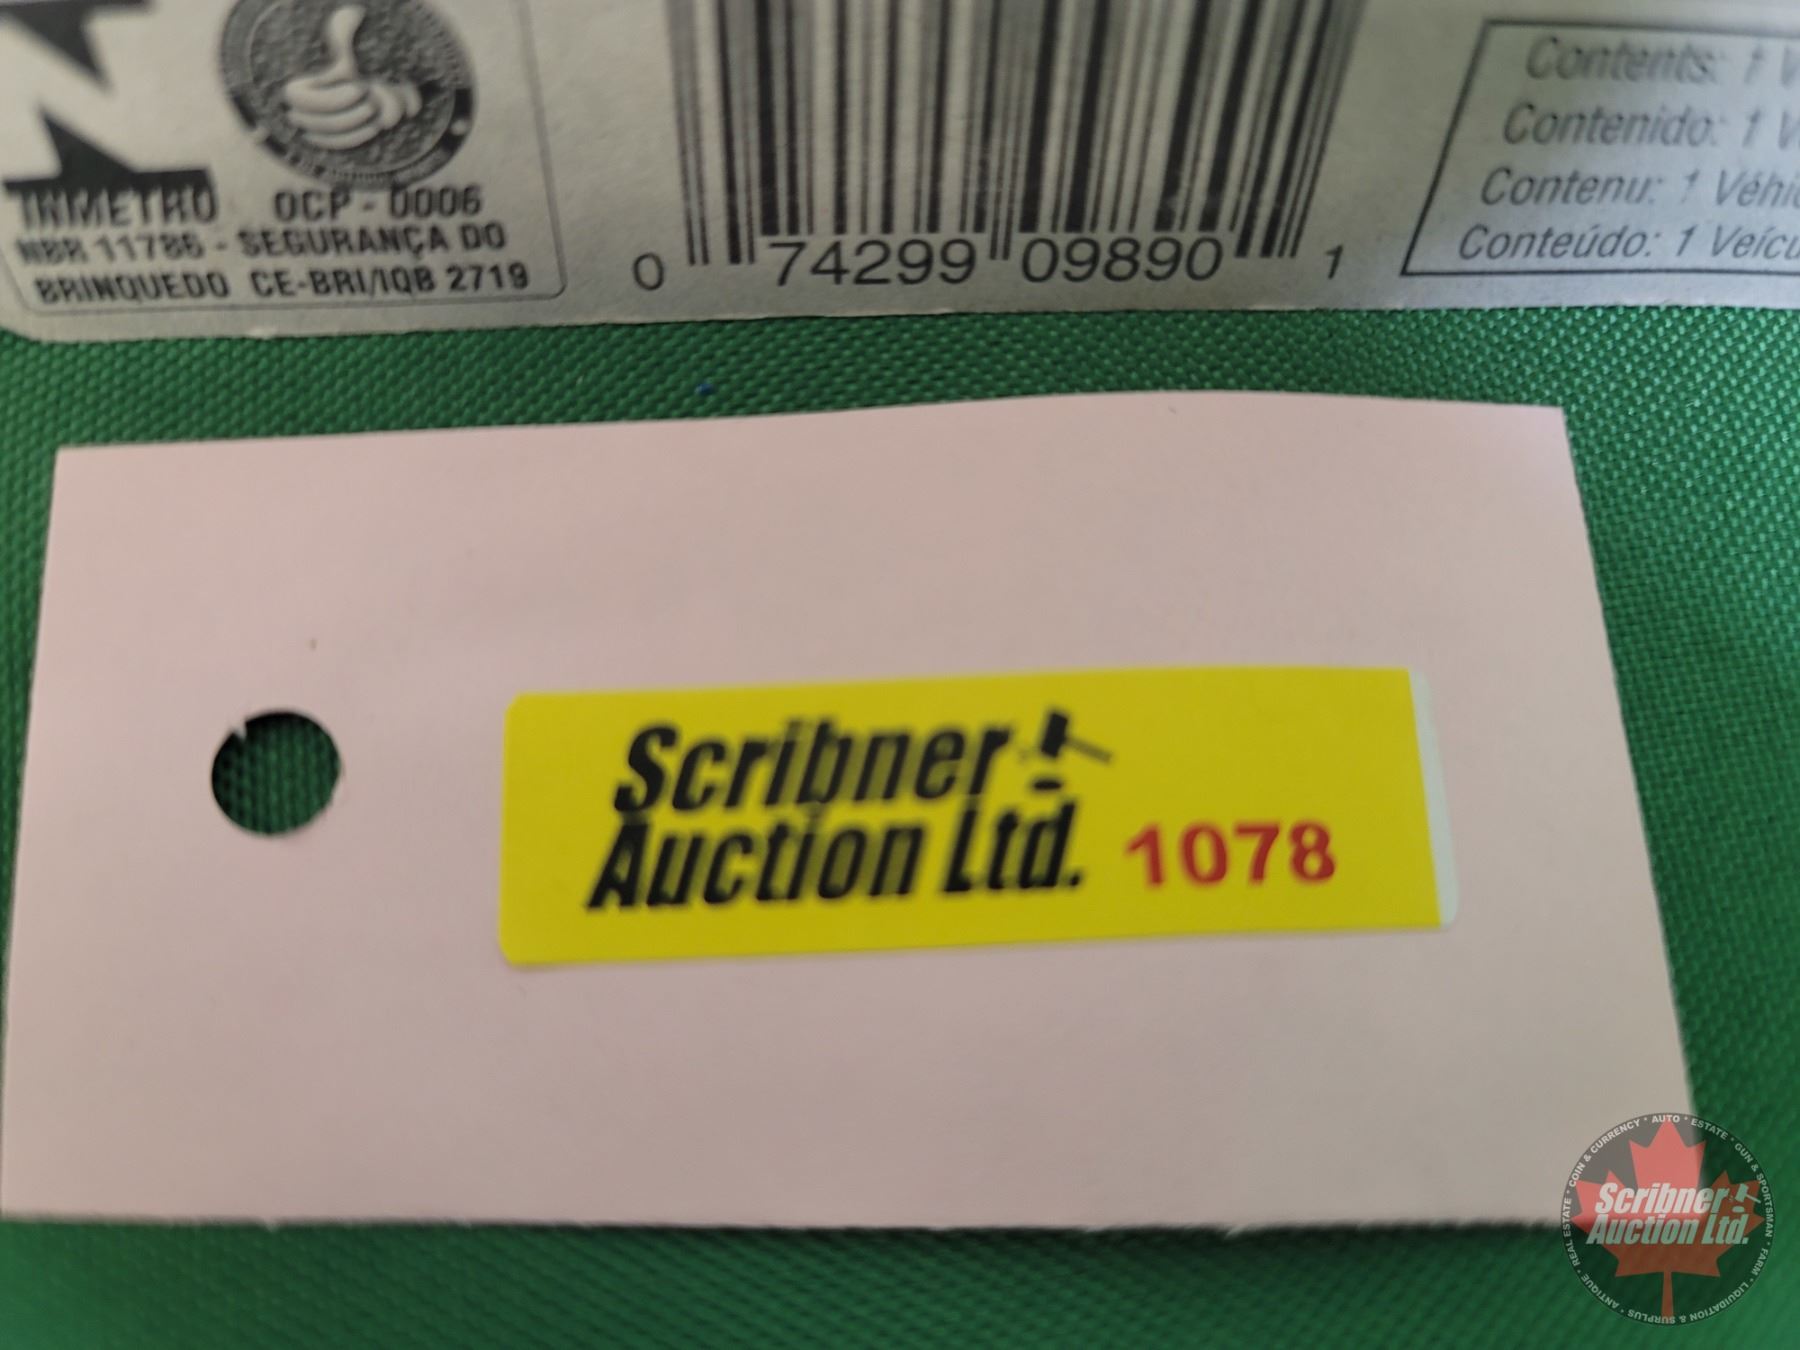 INMETRO OCP - 0006
NBR 11786 - SEGURANÇA DO
BRINQUEDO CE-BRI/IQB 2719
0 74299 09890 1
Contents: 1 V
Contenido: 1 V
Contenu: 1 Véhic
Conteúdo: 1 Veícu
Scribner
Auction Ltd. 1078
REAL ESTATE * COIN & CURRENCY * AUTO * ESTATE * GUN & SPORTSMAN * FARM * LIQUIDATION & SURPLUS * ANTIQUE *
Scribner
Auction Ltd.